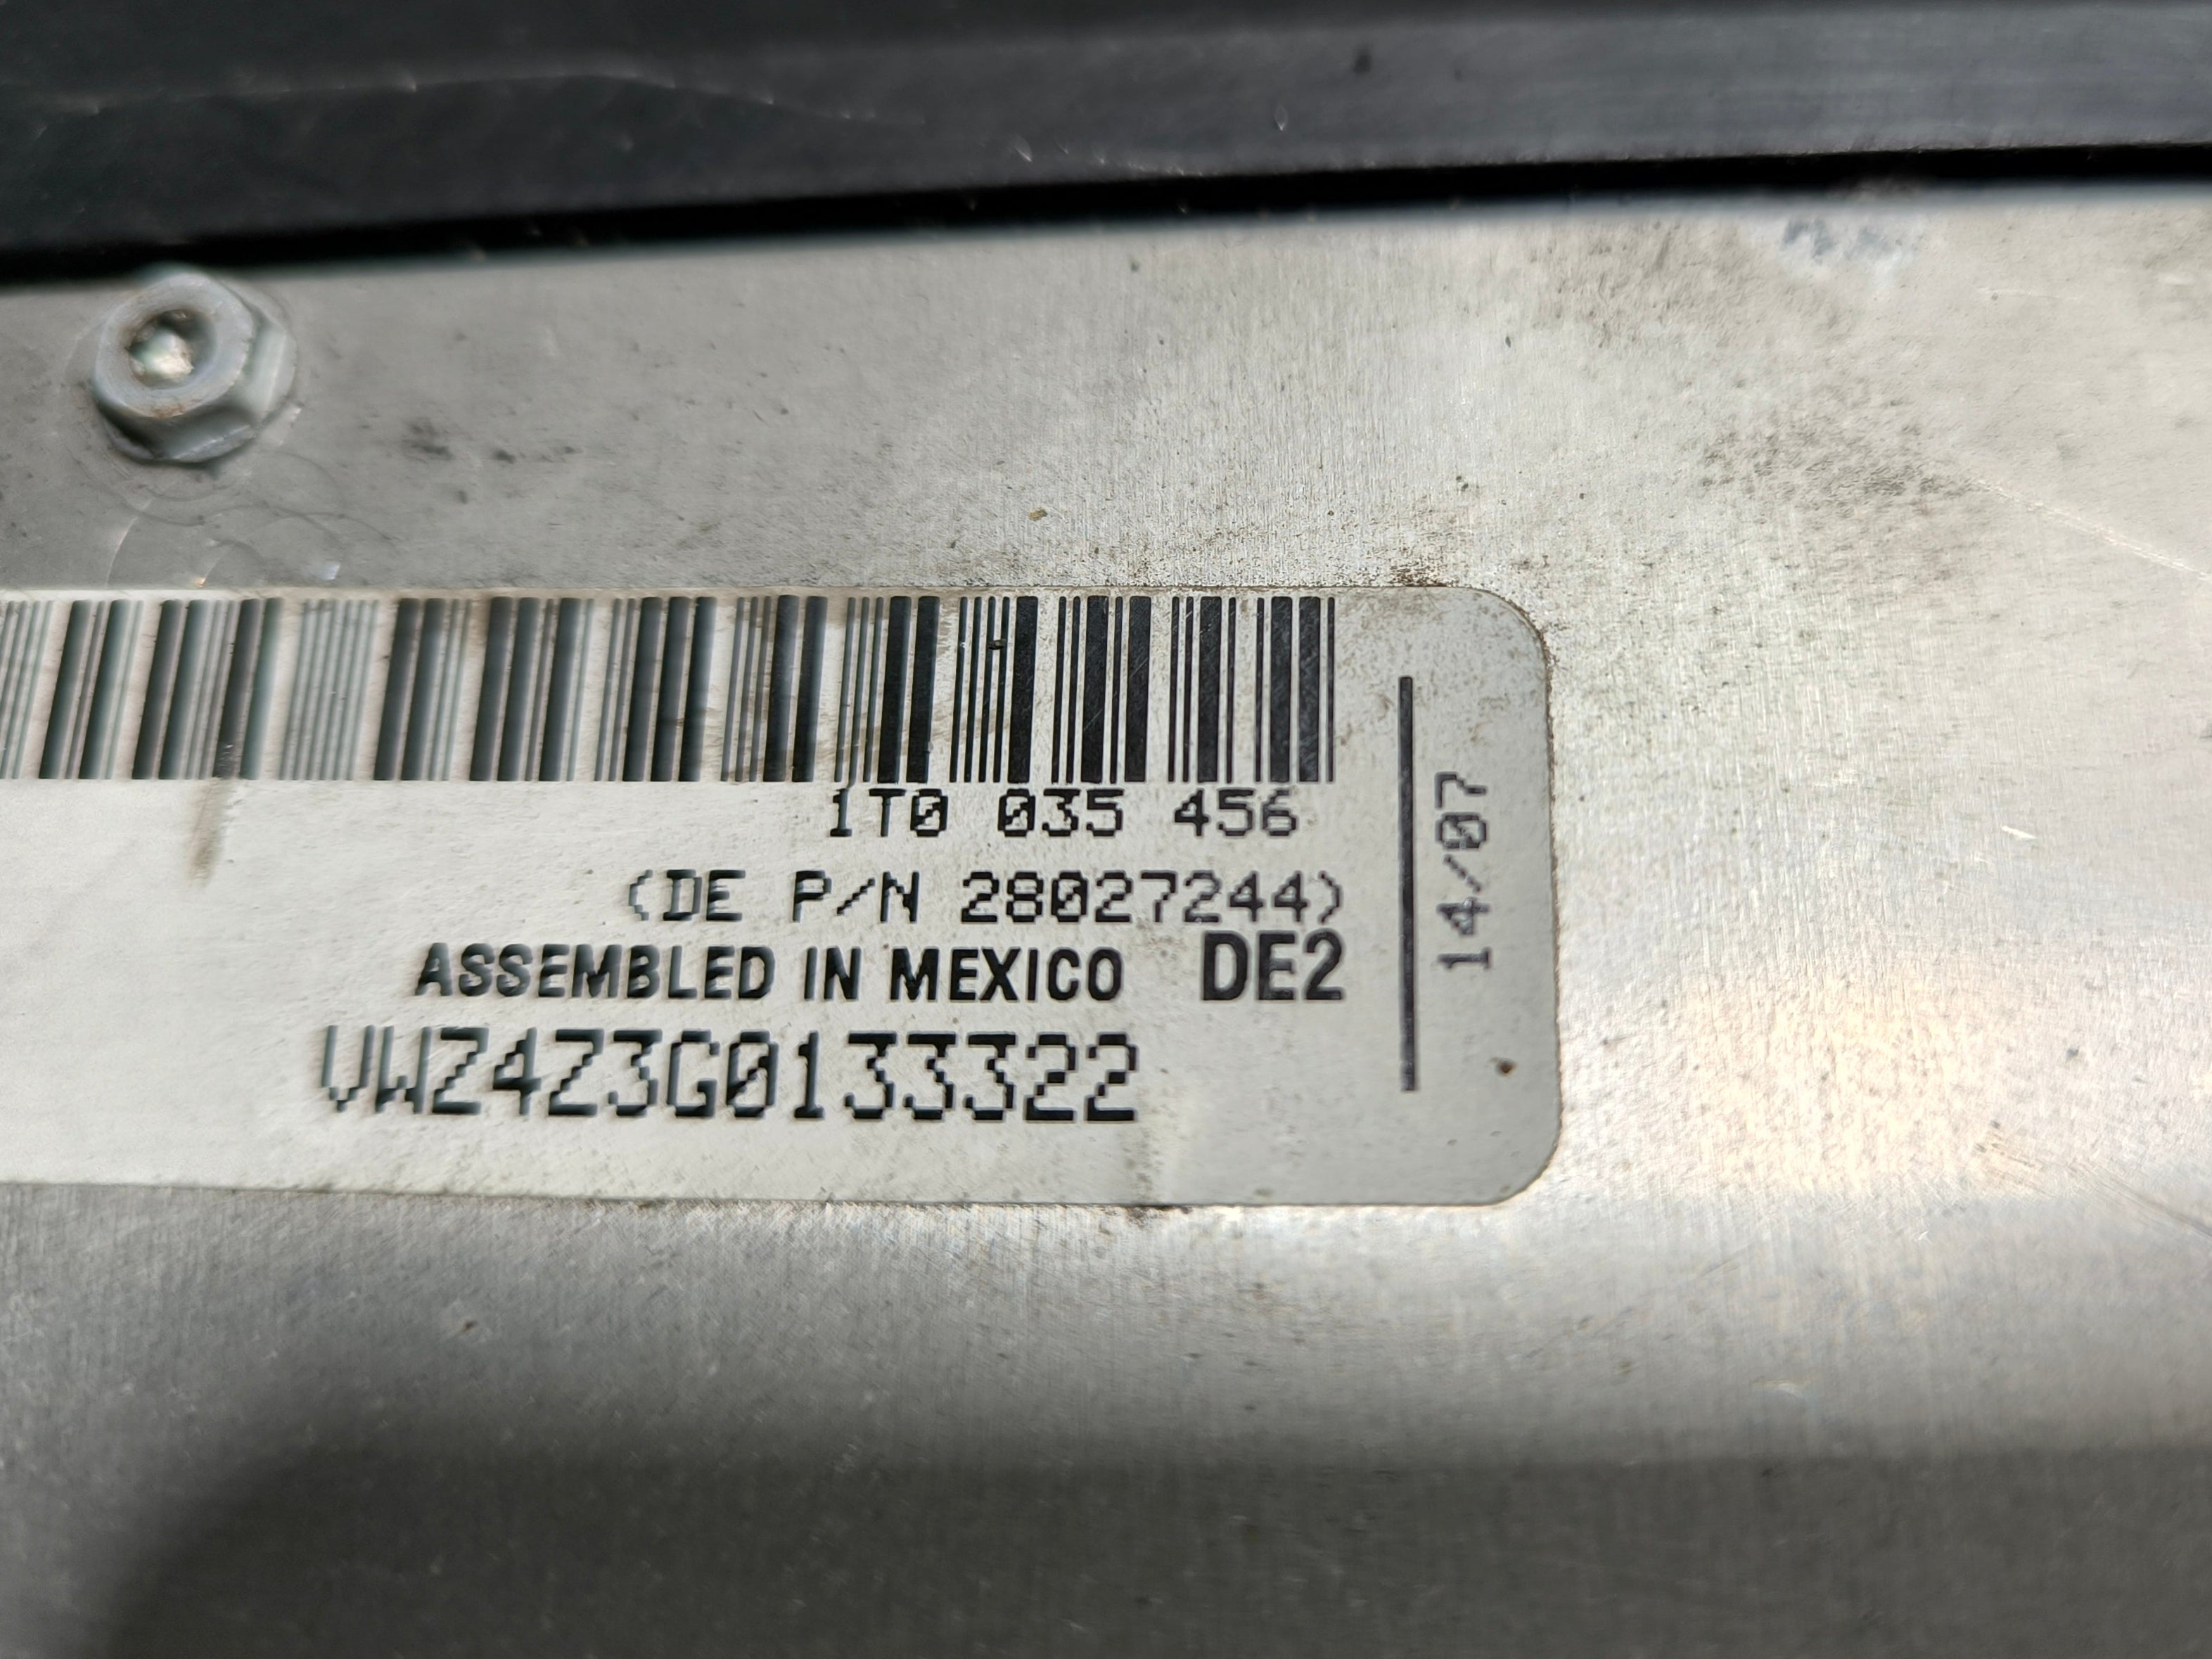 1T0 035 456
(DE P/N 28027244)
ASSEMBLED IN MEXICO DE2
VWZ4Z3G0133322
14/07